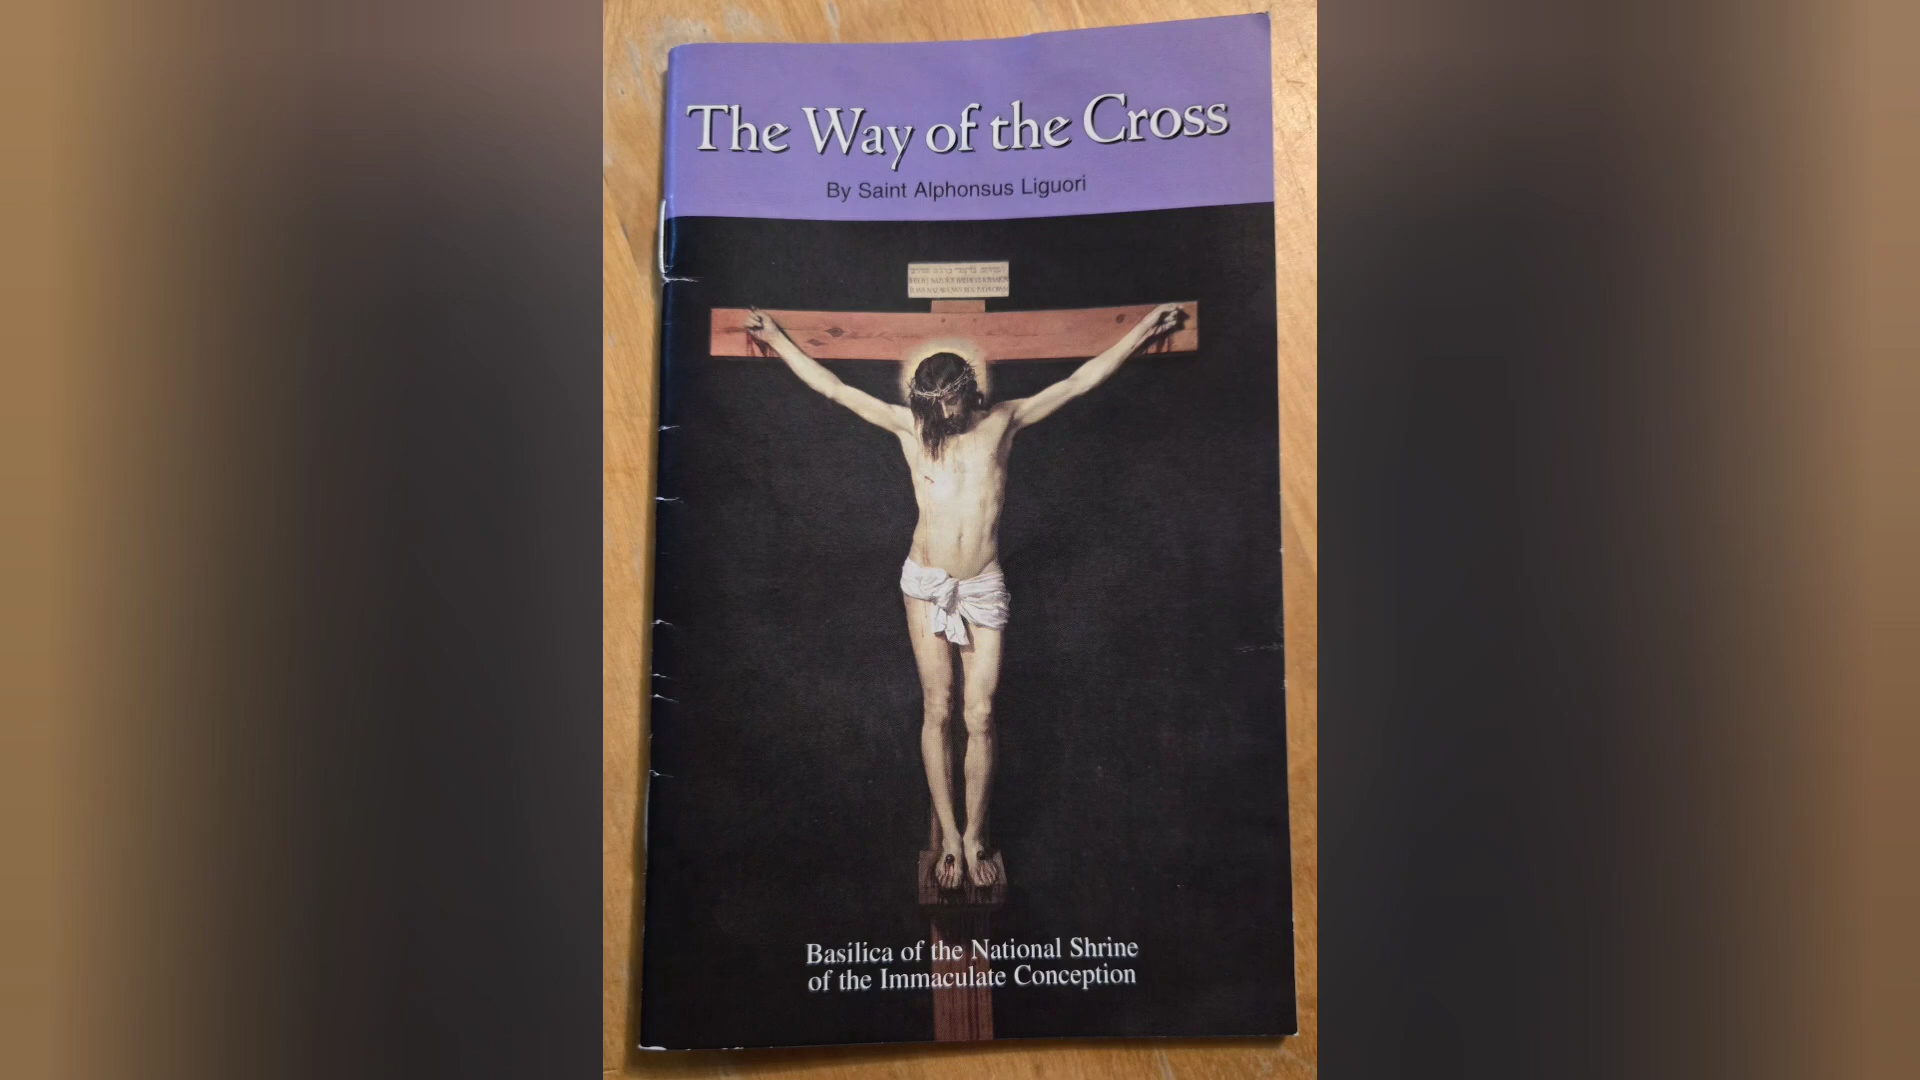 The Way of the Cross
By Saint Alphonsus Liguori
Basilica of the National Shrine
of the Immaculate Conception